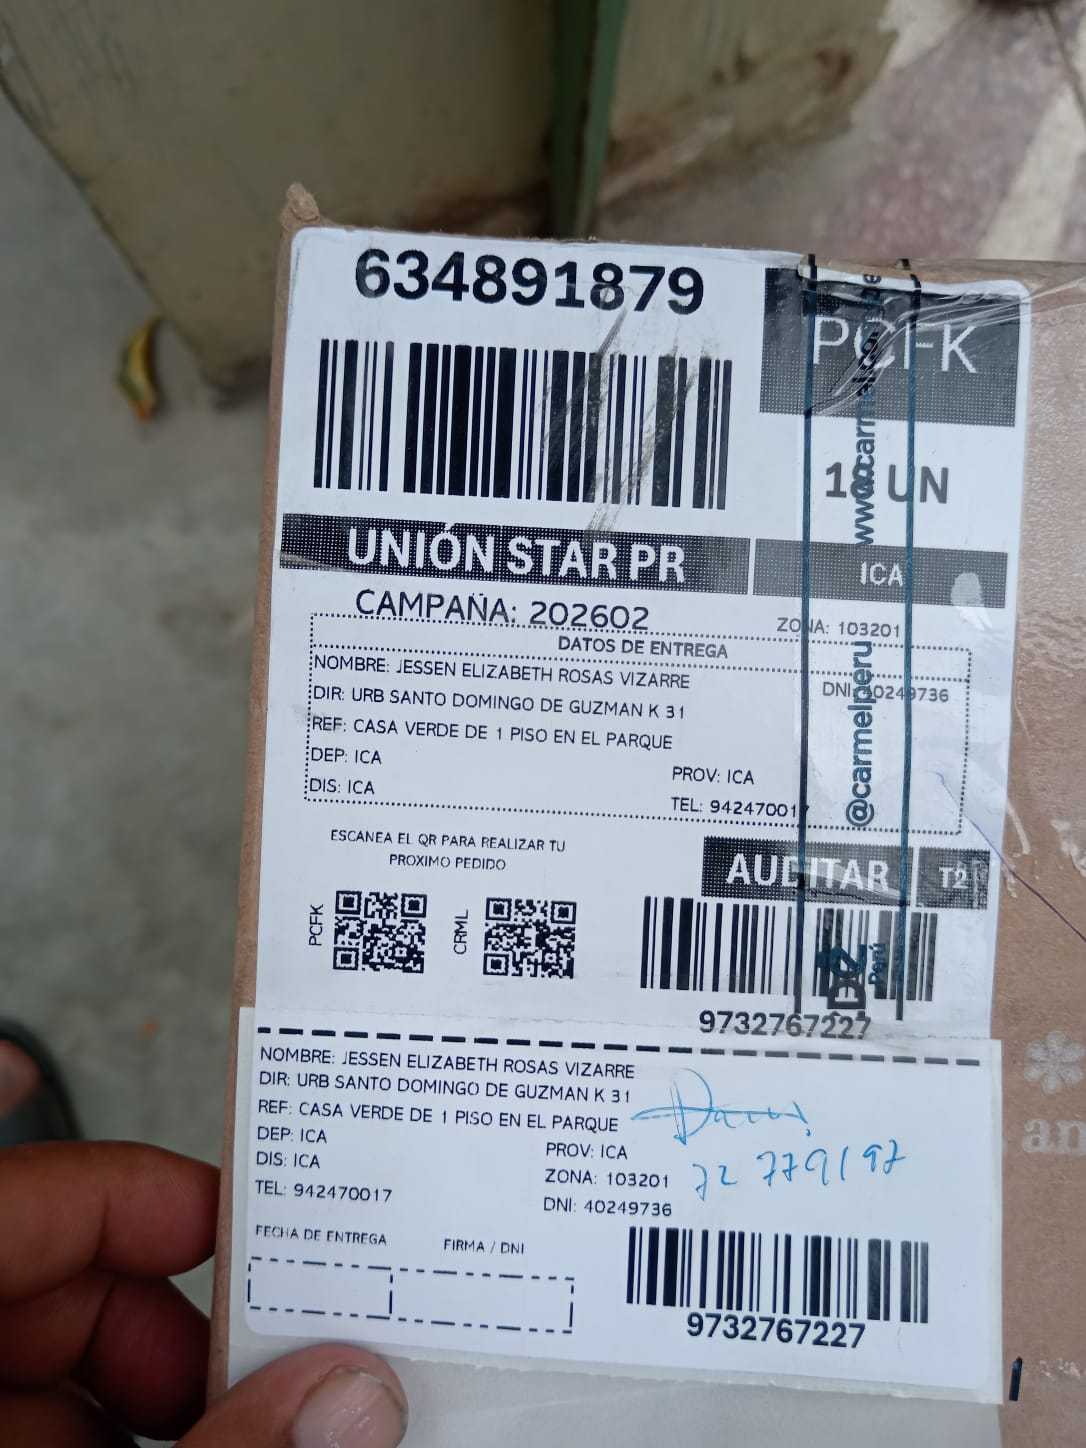 634891879
PCFK
UN
UNIÓN STAR PR
ICA
CAMPAÑA: 202602
ZONA: 103201
DATOS DE ENTREGA
NOMBRE: JESSEN ELIZABETH ROSAS VIZARRE
DNI: 40249736
DIR: URB SANTO DOMINGO DE GUZMAN K 31
REF: CASA VERDE DE 1 PISO EN EL PARQUE
DEP: ICA
PROV: ICA
DIS: ICA
TEL: 942470017
@carmelperu
ESCANEA EL QR PARA REALIZAR TU
PROXIMO PEDIDO
AUDITAR
T2
PCFK
CRML
Perú
9732767227
NOMBRE: JESSEN ELIZABETH ROSAS VIZARRE
DIR: URB SANTO DOMINGO DE GUZMAN K 31
REF: CASA VERDE DE 1 PISO EN EL PARQUE
DEP: ICA
PROV: ICA
DIS: ICA
ZONA: 103201
72779197
TEL: 942470017
DNI: 40249736
FECHA DE ENTREGA
FIRMA / DNI
9732767227